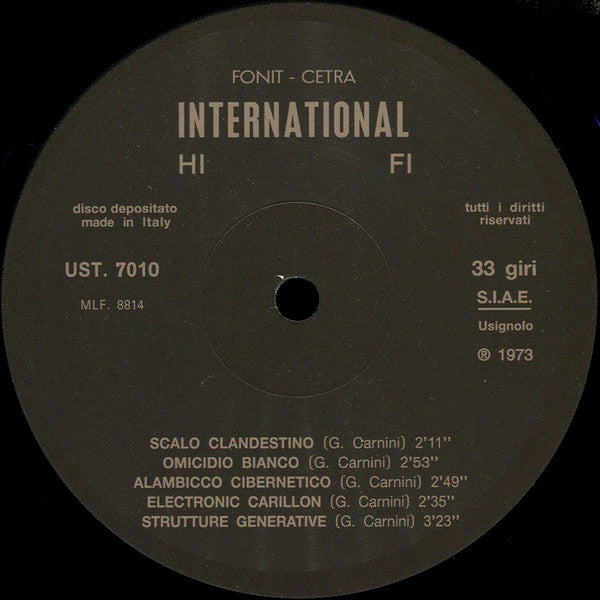 FONIT - CETRA
INTERNATIONAL
HI FI
disco depositato
made in Italy
tutti i diritti
riservati
UST. 7010
33 giri
MLF. 8814
S.I.A.E.
Usignolo
℗ 1973
SCALO CLANDESTINO (G. Carnini) 2'11''
OMICIDIO BIANCO (G. Carnini) 2'53''
ALAMBICCO CIBERNETICO (G. Carnini) 2'49''
ELECTRONIC CARILLON (G. Carnini) 2'35''
STRUTTURE GENERATIVE (G. Carnini) 3'23''